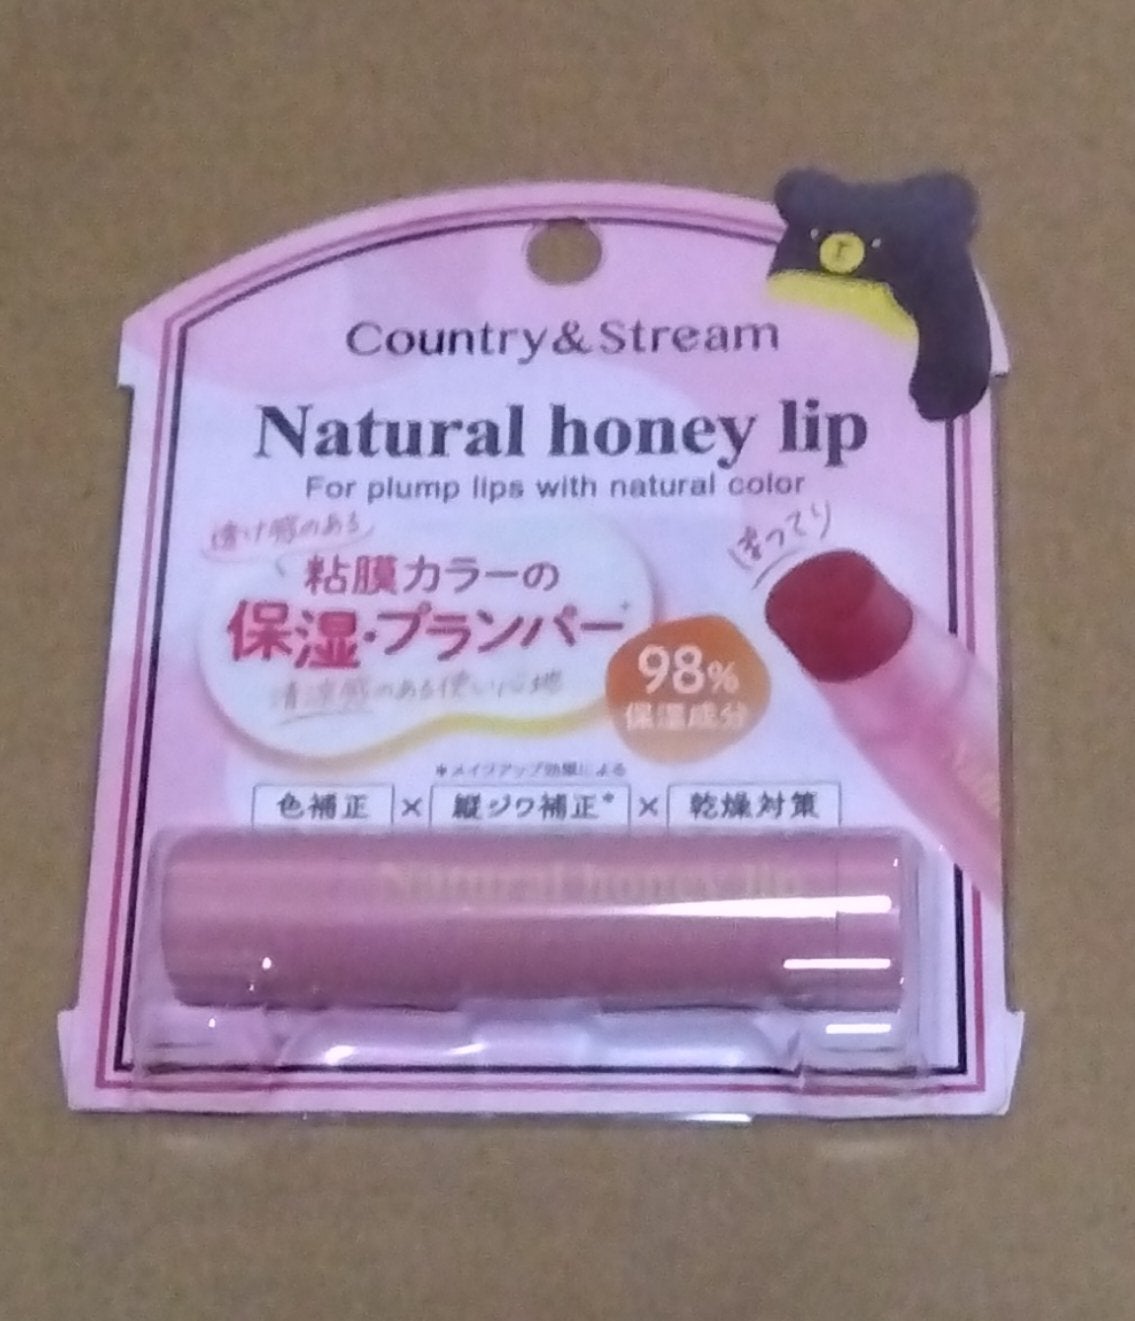 Country&Stream
Natural honey lip
For plump lips with natural color
透け感のある
ぽってり
粘膜カラーの
保湿・プランパー*
清涼感のある使い心地
98%
保湿成分
*メイクアップ効果による
色補正×縦ジワ補正*×乾燥対策
Natural honey lip